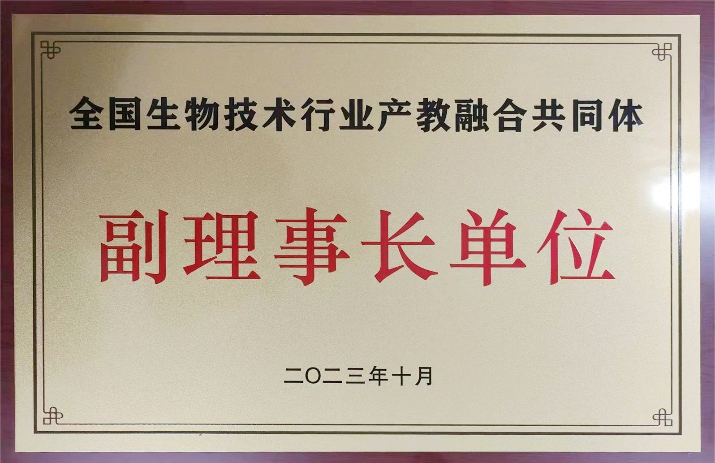 全国生物技术行业产教融合共同体
副理事长单位
二〇二三年十月